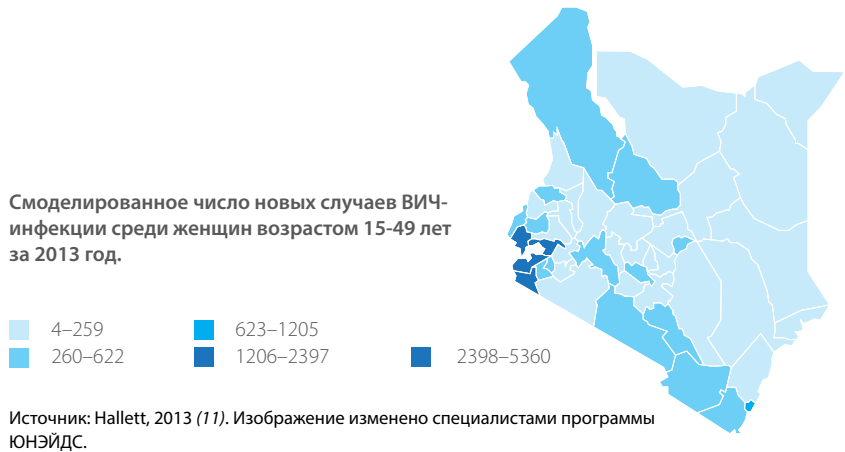 Смоделированное число новых случаев ВИЧ-
инфекции среди женщин возрастом 15-49 лет
за 2013 год.
4–259
623–1205
260–622
1206–2397
2398–5360
Источник: Hallett, 2013 (11). Изображение изменено специалистами программы
ЮНЭЙДС.